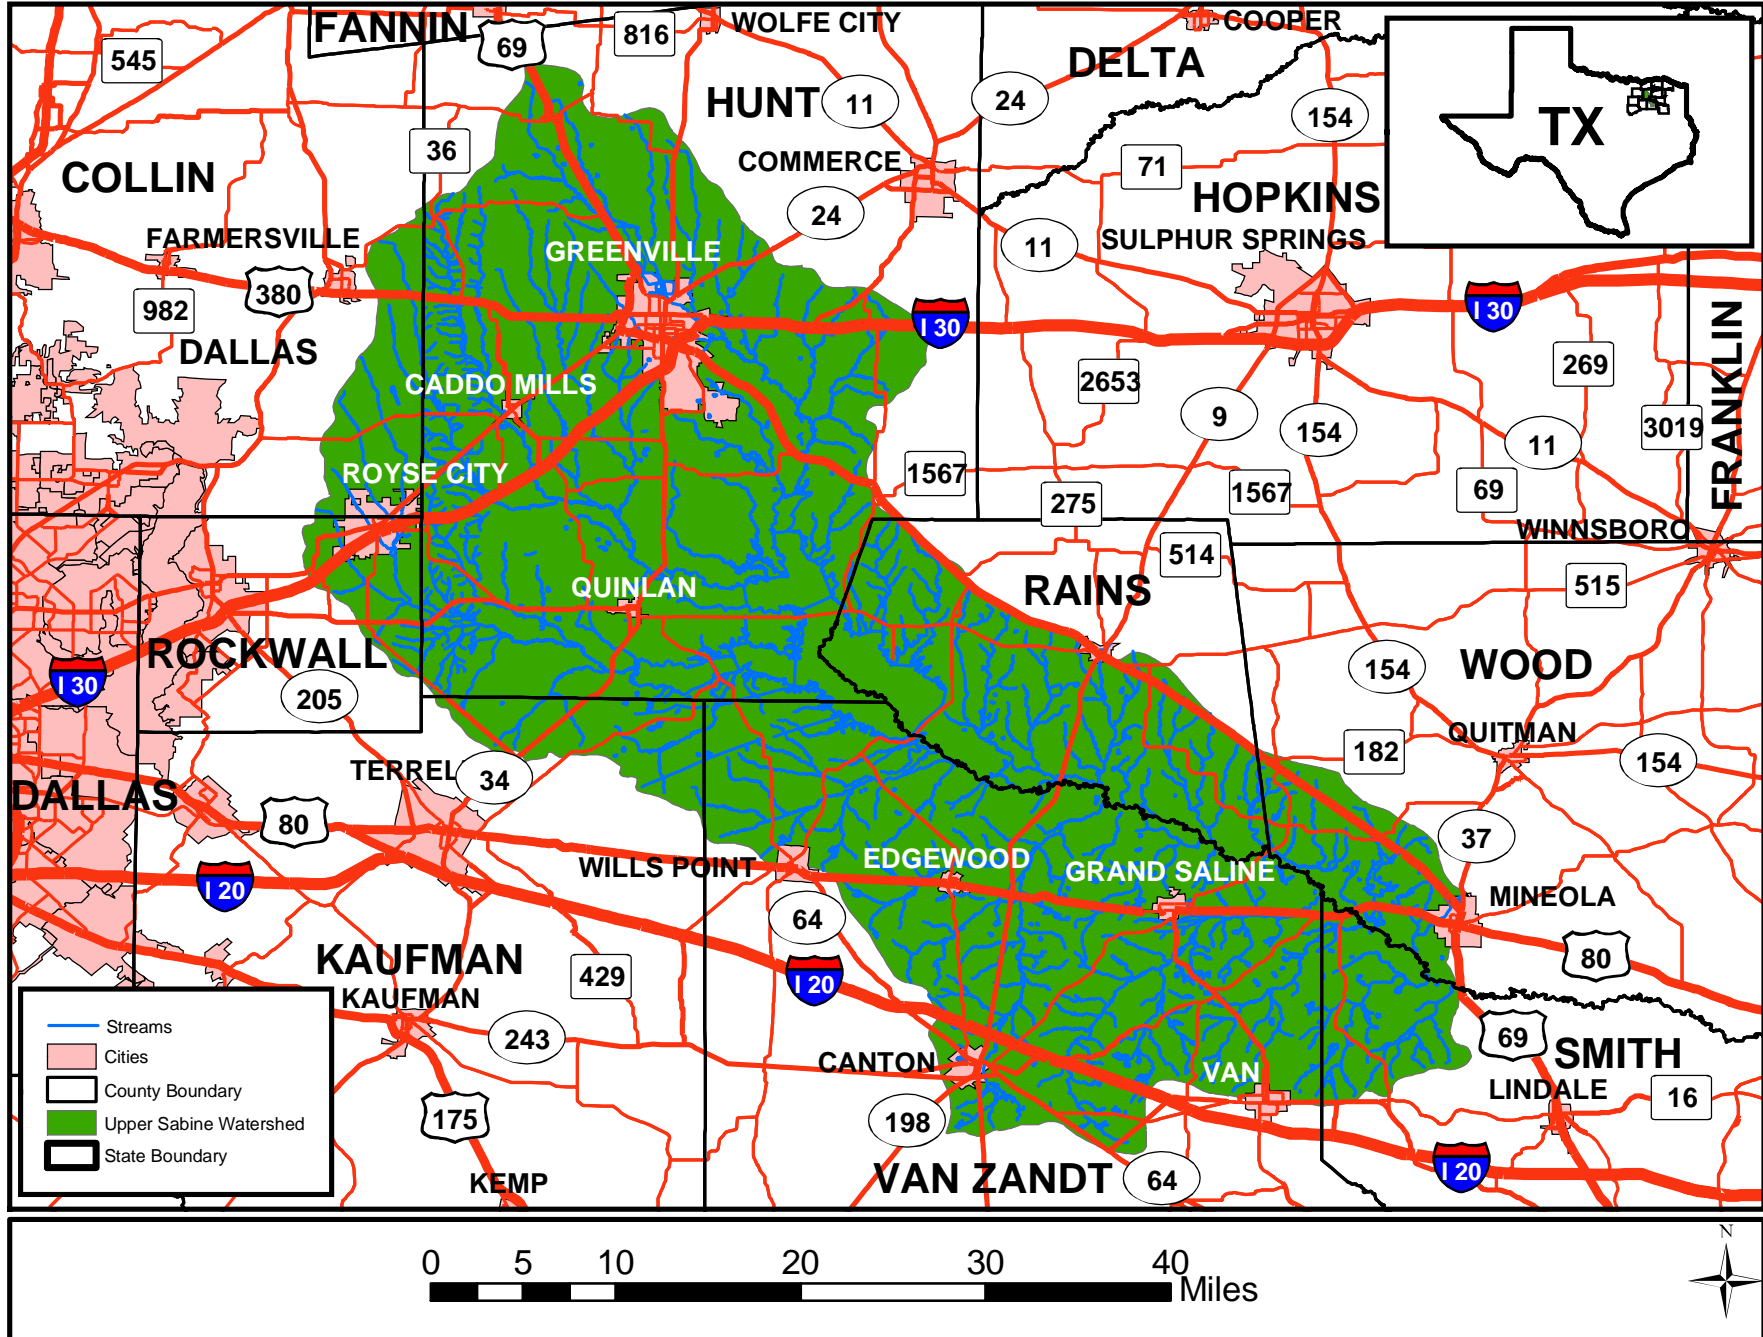 FANNIN
69
816
WOLFE CITY
COOPER
545
DELTA
HUNT
11
24
154
TX
36
COMMERCE
71
COLLIN
HOPKINS
24
11
SULPHUR SPRINGS
FARMERSVILLE
GREENVILLE
380
982
I 30
I 30
DALLAS
FRANKLIN
269
2653
CADDO MILLS
9
154
11
3019
ROYSE CITY
1567
275
1567
69
WINNSBORO
514
QUINLAN
RAINS
515
ROCKWALL
I 30
205
154
WOOD
QUITMAN
182
154
TERREL
34
DALLAS
80
37
WILLS POINT
EDGEWOOD
GRAND SALINE
I 20
MINEOLA
64
80
KAUFMAN
429
I 20
KAUFMAN
243
69
SMITH
CANTON
VAN
LINDALE
16
175
198
I 20
VAN ZANDT
64
KEMP
Streams
Cities
County Boundary
Upper Sabine Watershed
State Boundary
N
0 5 10 20 30 40
Miles